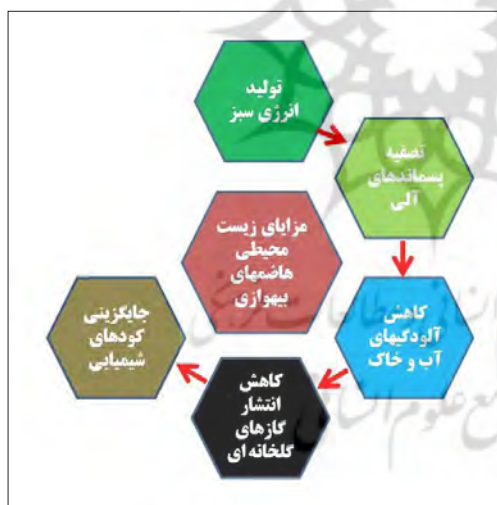 تولید
انرژی سبز
تصفیه
پسماندهای
آلی
مزایای زیست
محیطی
هاضمهای
بیهوازی
کاهش
آلودگیهای
آب و خاک
کاهش
انتشار
گازهای
گلخانه ای
جایگزینی
کودهای
شیمیایی